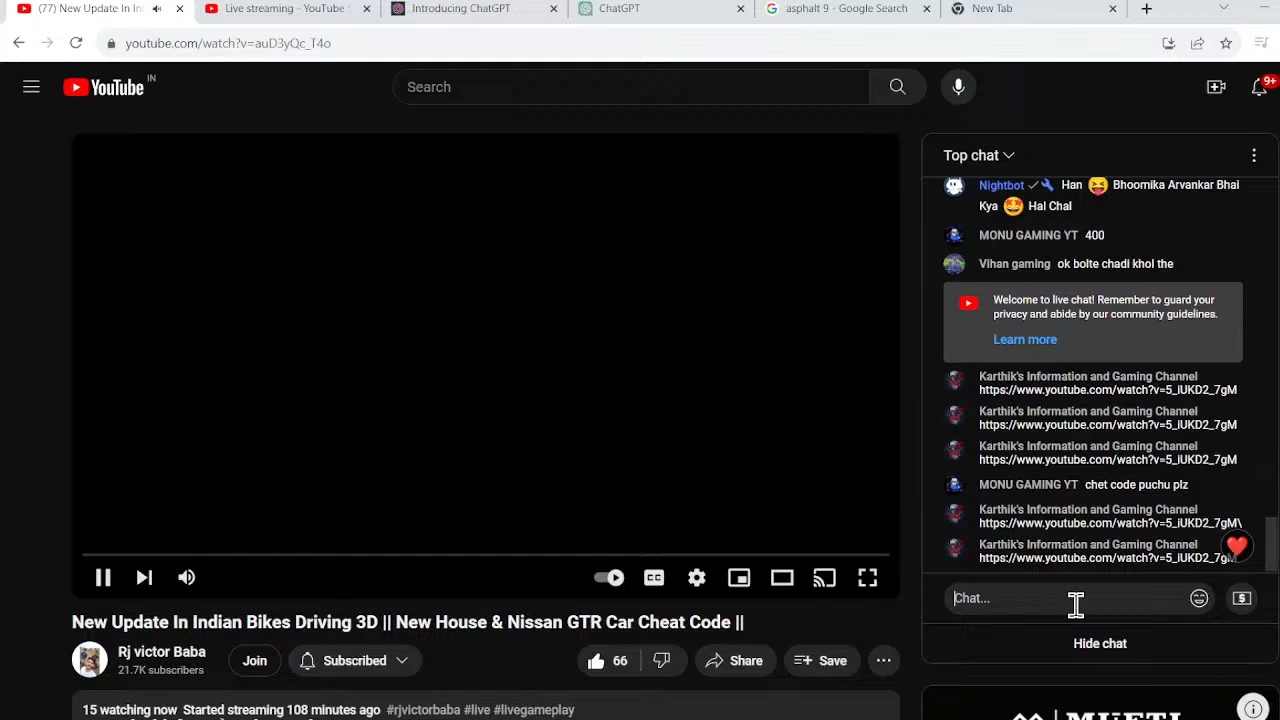 (77) New Update In In
Live streaming - YouTube S
Introducing ChatGPT
ChatGPT
asphalt 9 - Google Search
New Tab
youtube.com/watch?v=auD3yQc_T4o
YouTube IN
Search
9+
Top chat
Nightbot Han Bhoomika Arvankar Bhai
Kya Hal Chal
MONU GAMING YT 400
Vihan gaming ok bolte chadi khol the
Welcome to live chat! Remember to guard your
privacy and abide by our community guidelines.
Learn more
Karthik's Information and Gaming Channel
https://www.youtube.com/watch?v=5_iUKD2_7gM
Karthik's Information and Gaming Channel
https://www.youtube.com/watch?v=5_iUKD2_7gM
Karthik's Information and Gaming Channel
https://www.youtube.com/watch?v=5_iUKD2_7gM
MONU GAMING YT chet code puchu plz
Karthik's Information and Gaming Channel
https://www.youtube.com/watch?v=5_iUKD2_7gM\
Karthik's Information and Gaming Channel
https://www.youtube.com/watch?v=5_iUKD2_7gM
Chat...
Hide chat
CC
New Update In Indian Bikes Driving 3D || New House & Nissan GTR Car Cheat Code ||
Rj victor Baba
21.7K subscribers
Join
Subscribed
66
Share
Save
15 watching now Started streaming 108 minutes ago #rjvictorbaba #live #livegameplay